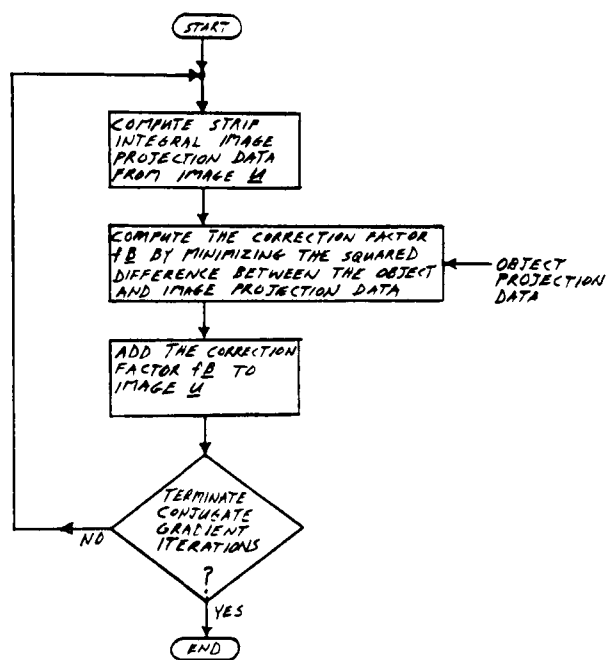 START
COMPUTE STRIP
INTEGRAL IMAGE
PROJECTION DATA
FROM IMAGE U
COMPUTE THE CORRECTION FACTOR
fB BY MINIMIZING THE SQUARED
DIFFERENCE BETWEEN THE OBJECT
AND IMAGE PROJECTION DATA
OBJECT
PROJECTION
DATA
ADD THE CORRECTION
FACTOR fB TO
IMAGE U
TERMINATE
CONJUGATE
GRADIENT
ITERATIONS
?
NO
YES
END